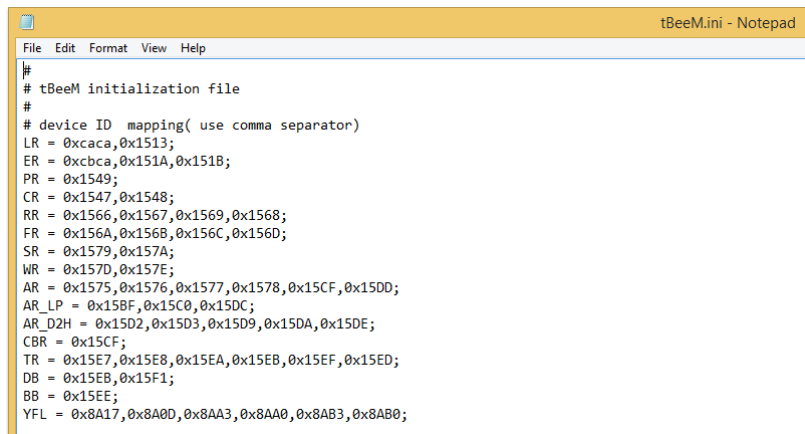 tBeeM.ini - Notepad
File Edit Format View Help
#
# tBeeM initialization file
#
# device ID  mapping( use comma separator)
LR = 0xcaca,0x1513;
ER = 0xcbca,0x151A,0x151B;
PR = 0x1549;
CR = 0x1547,0x1548;
RR = 0x1566,0x1567,0x1569,0x1568;
FR = 0x156A,0x156B,0x156C,0x156D;
SR = 0x1579,0x157A;
WR = 0x157D,0x157E;
AR = 0x1575,0x1576,0x1577,0x1578,0x15CF,0x15DD;
AR_LP = 0x15BF,0x15C0,0x15DC;
AR_D2H = 0x15D2,0x15D3,0x15D9,0x15DA,0x15DE;
CBR = 0x15CF;
TR = 0x15E7,0x15E8,0x15EA,0x15EB,0x15EF,0x15ED;
DB = 0x15EB,0x15F1;
BB = 0x15EE;
YFL = 0x8A17,0x8A0D,0x8AA3,0x8AA0,0x8AB3,0x8AB0;